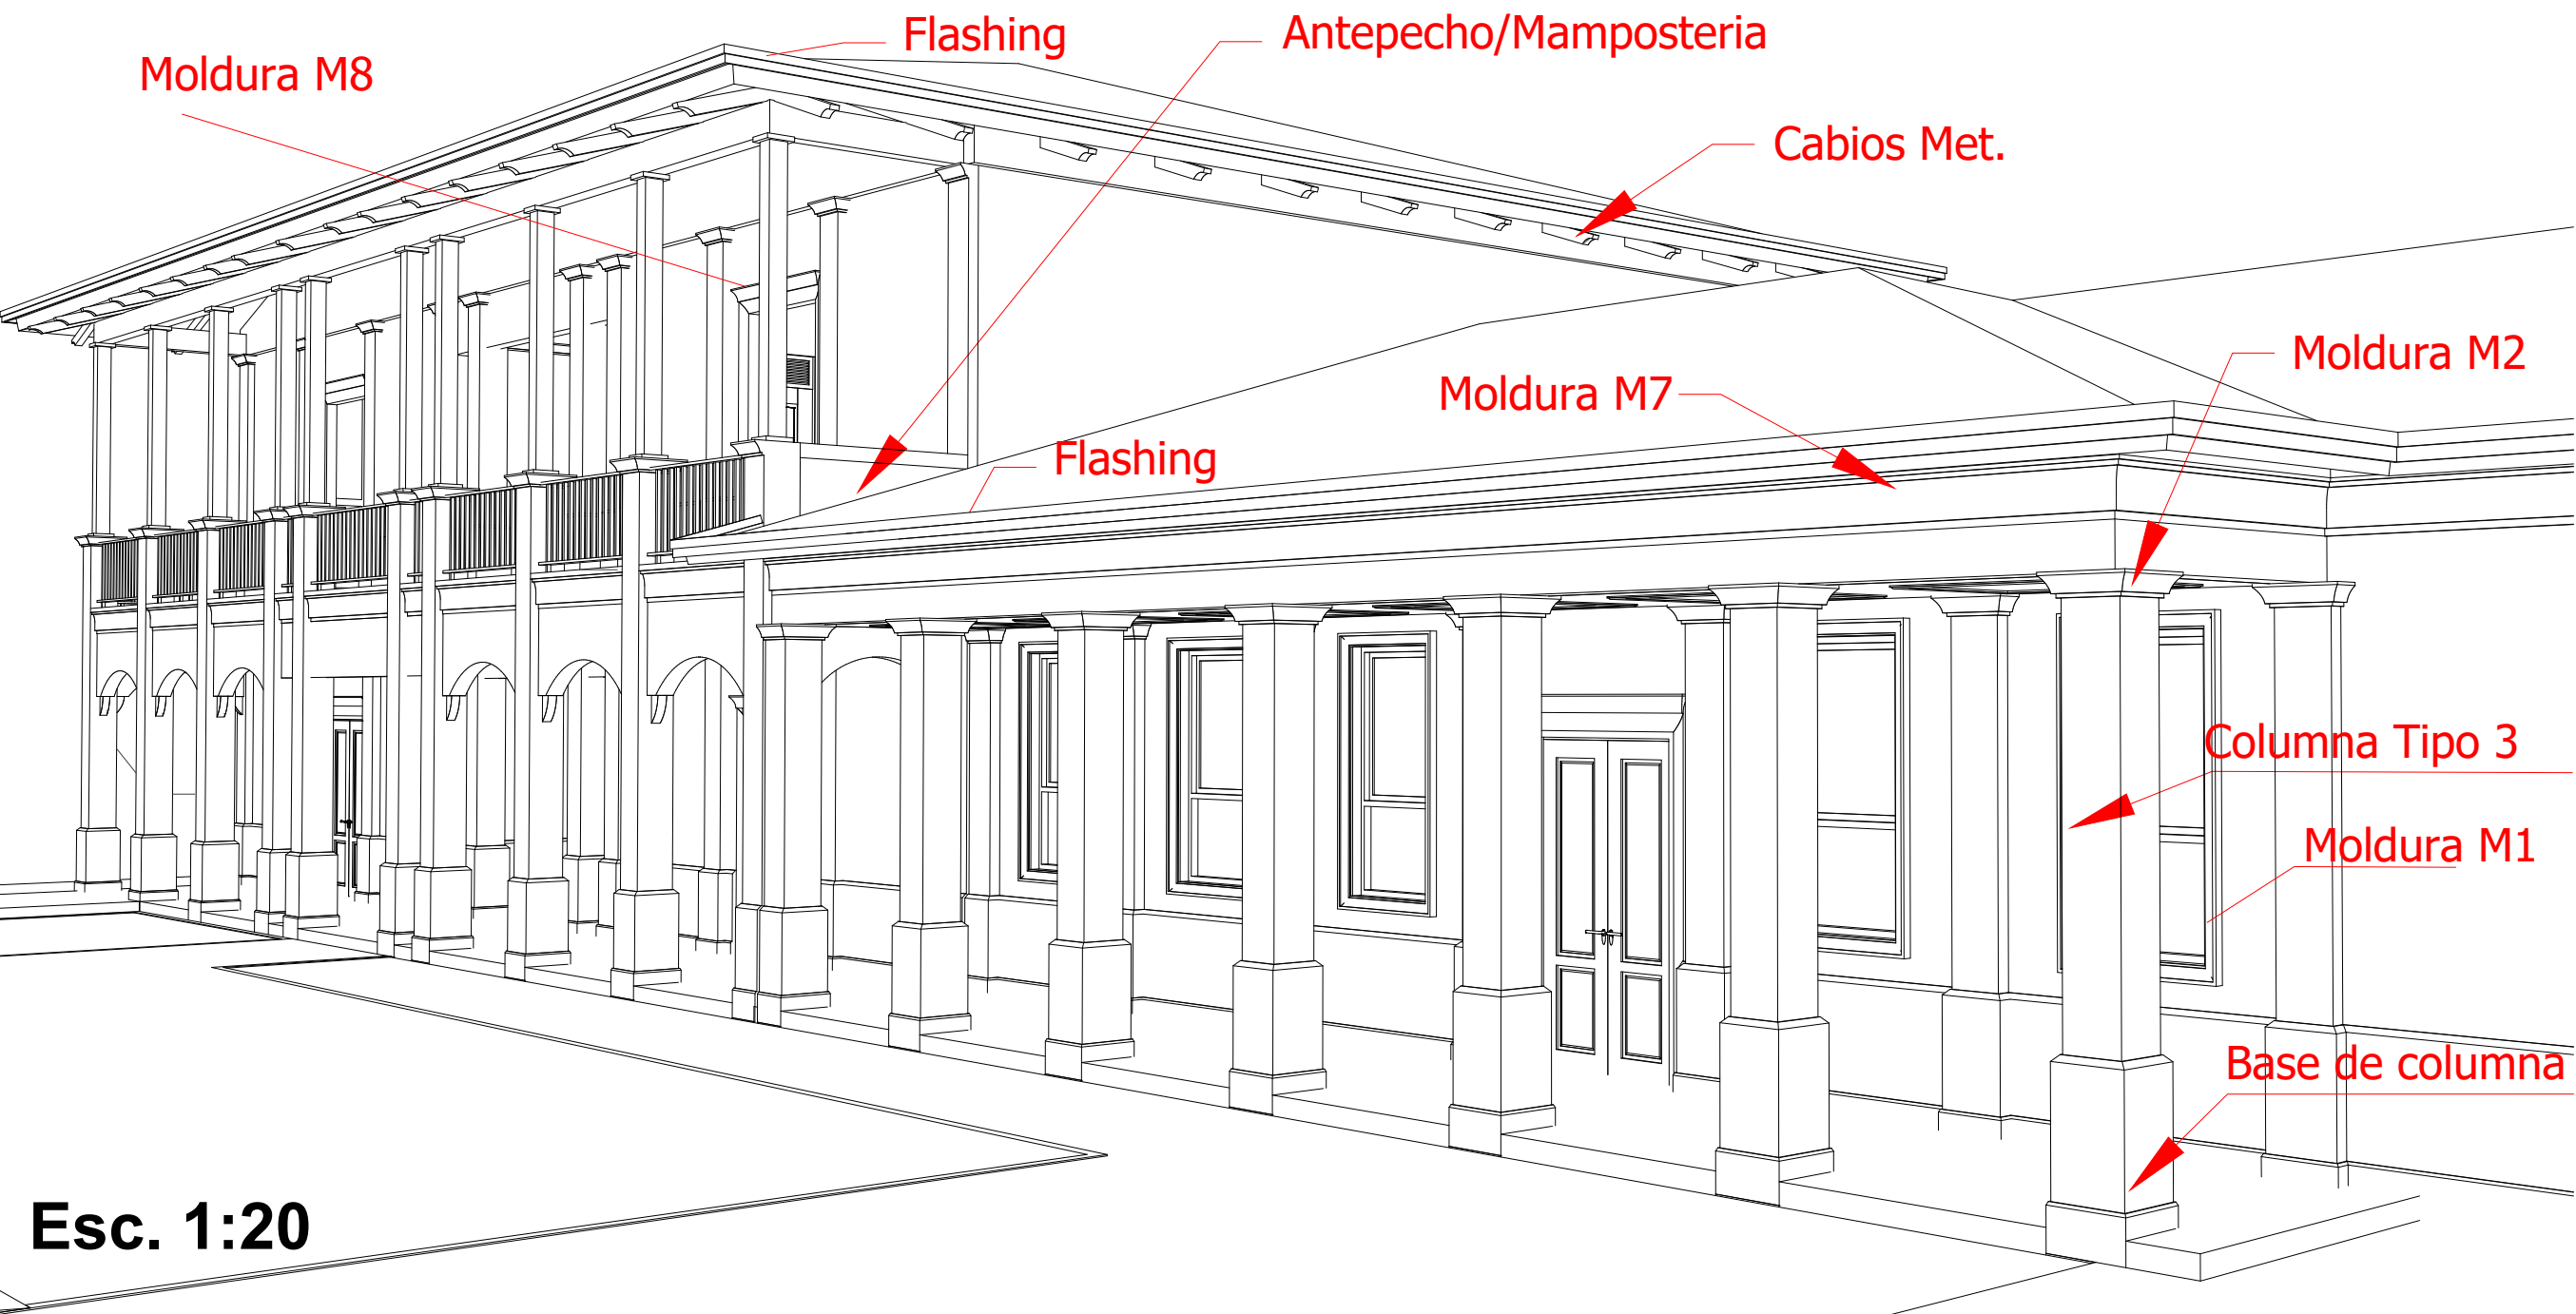 Flashing
Antepecho/Mamposteria
Moldura M8
Cabios Met.
Moldura M2
Moldura M7
Flashing
Columna Tipo 3
Moldura M1
Base de columna
Esc. 1:20